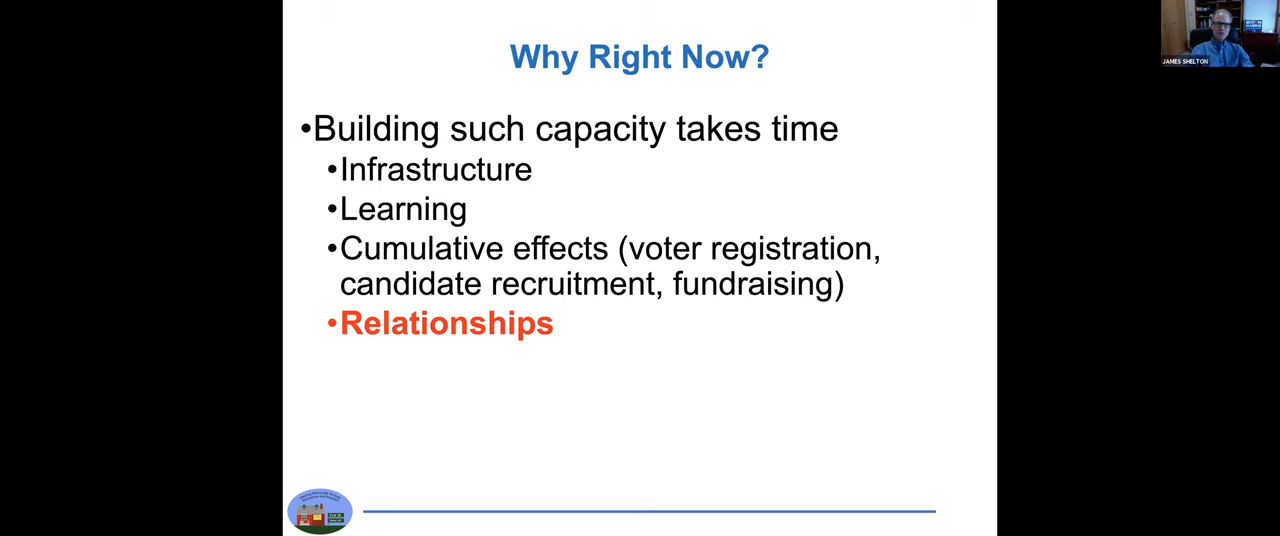 Why Right Now?
JAMES SHELTON
•Building such capacity takes time
•Infrastructure
•Learning
•Cumulative effects (voter registration,
candidate recruitment, fundraising)
•Relationships